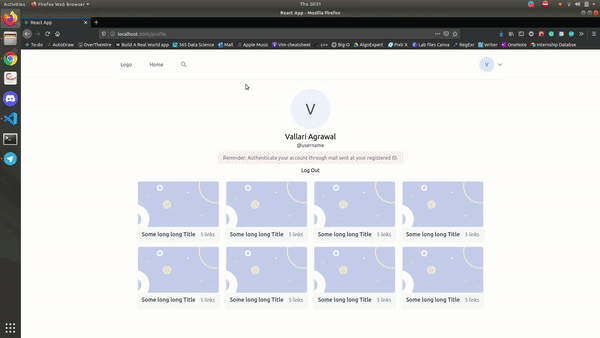 Activities Firefox Web Browser Thu 20:31
React App - Mozilla Firefox
React App
localhost:3000/profile
To-do AutoDraw OverTheWire Build A Real World app 365 Data Science Mail Apple Music Vim cheatsheet Big O AlgoExpert Pixlr X Lab files Canva RegExr Writer OneNote Internship Databse
Logo Home V
V
Vallari Agrawal
@username
Reminder: Authenticate your account through mail sent at your registered ID.
Log Out
Some long long Title 5 links Some long long Title 5 links Some long long Title 5 links Some long long Title 5 links
Some long long Title 5 links Some long long Title 5 links Some long long Title 5 links Some long long Title 5 links